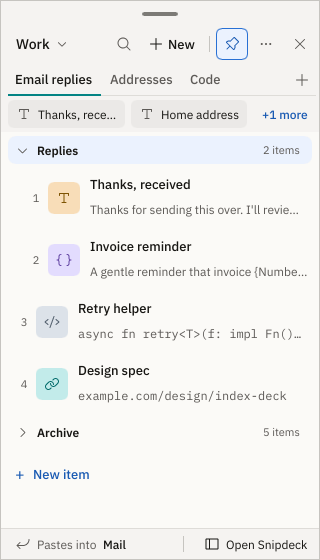 Work
New
Email replies
Addresses
Code
T Thanks, rece...
T Home address
+1 more
Replies
2 items
1
T
Thanks, received
Thanks for sending this over. I'll revie...
2
{ }
Invoice reminder
A gentle reminder that invoice {Numbe...
3
</>
Retry helper
async fn retry<T>(f: impl Fn()...
4
Design spec
example.com/design/index-deck
Archive
5 items
+ New item
Pastes into Mail
Open Snipdeck